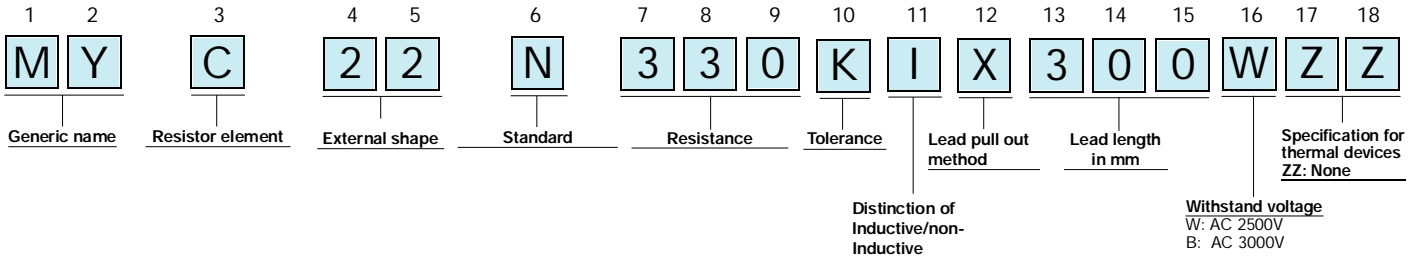 1 2 3 4 5 6 7 8 9 10 11 12 13 14 15 16 17 18
M Y C 2 2 N 3 3 0 K I X 3 0 0 W Z Z
Generic name
Resistor element
External shape
Standard
Resistance
Tolerance
Lead pull out
method
Lead length
in mm
Specification for
thermal devices
ZZ: None
Distinction of
Inductive/non-
Inductive
Withstand voltage
W: AC 2500V
B: AC 3000V